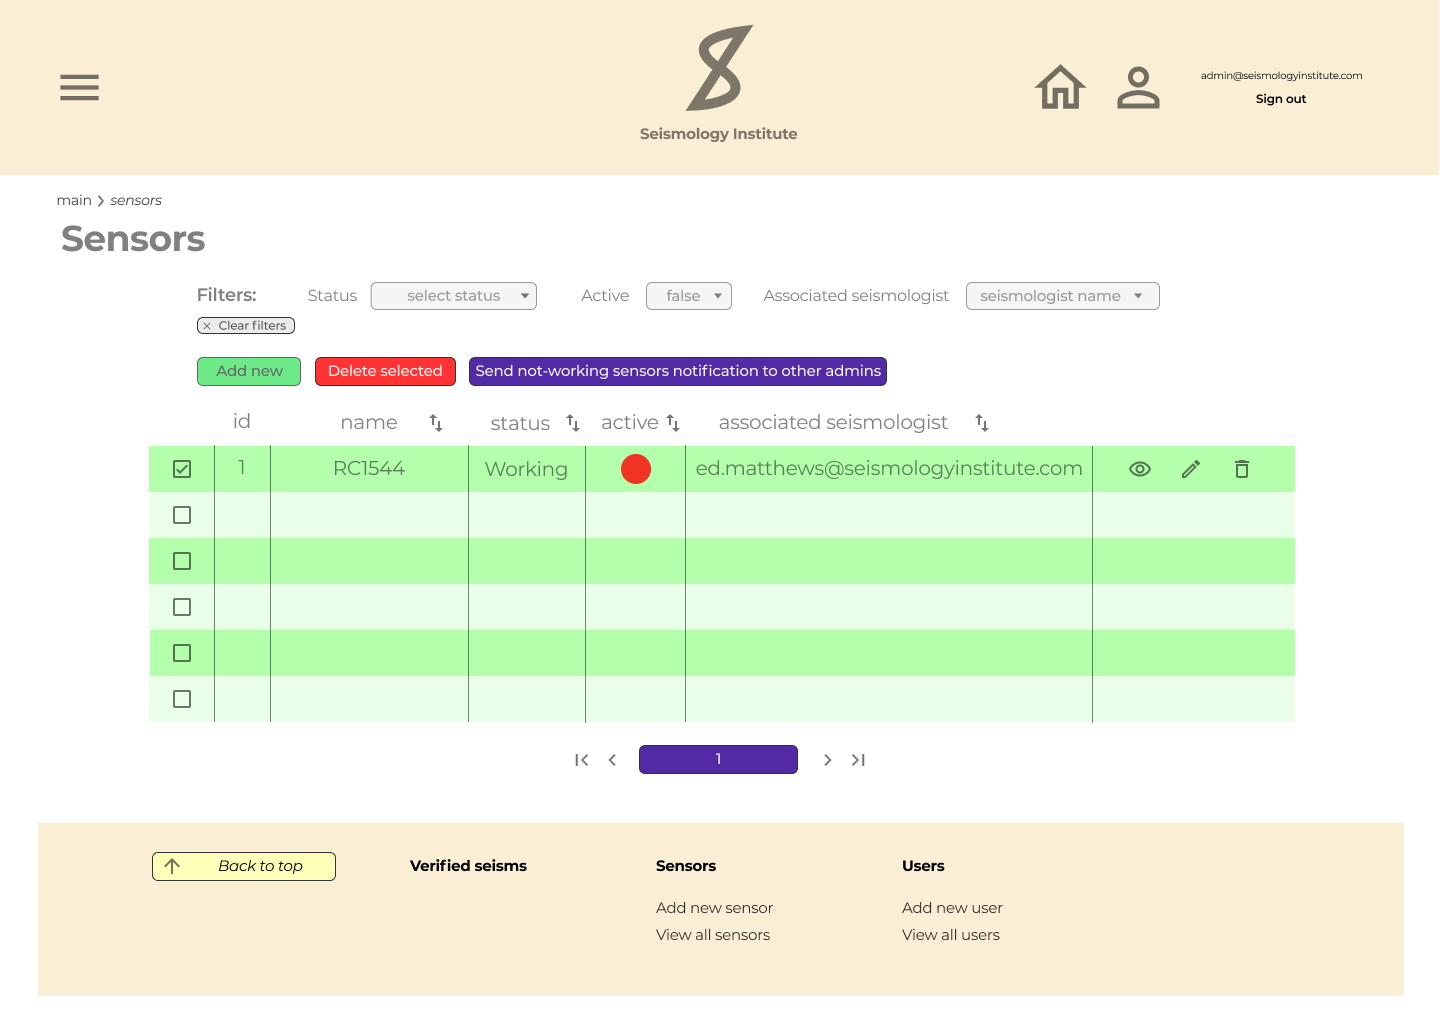 Seismology Institute
admin@seismologyinstitute.com
Sign out
main
sensors
Sensors
Filters:
Status
select status
Active
false
Associated seismologist
seismologist name
Clear filters
Add new
Delete selected
Send not-working sensors notification to other admins
id
name
status
active
associated seismologist
1
RC1544
Working
ed.matthews@seismologyinstitute.com
1
Back to top
Verified seisms
Sensors
Users
Add new sensor
Add new user
View all sensors
View all users